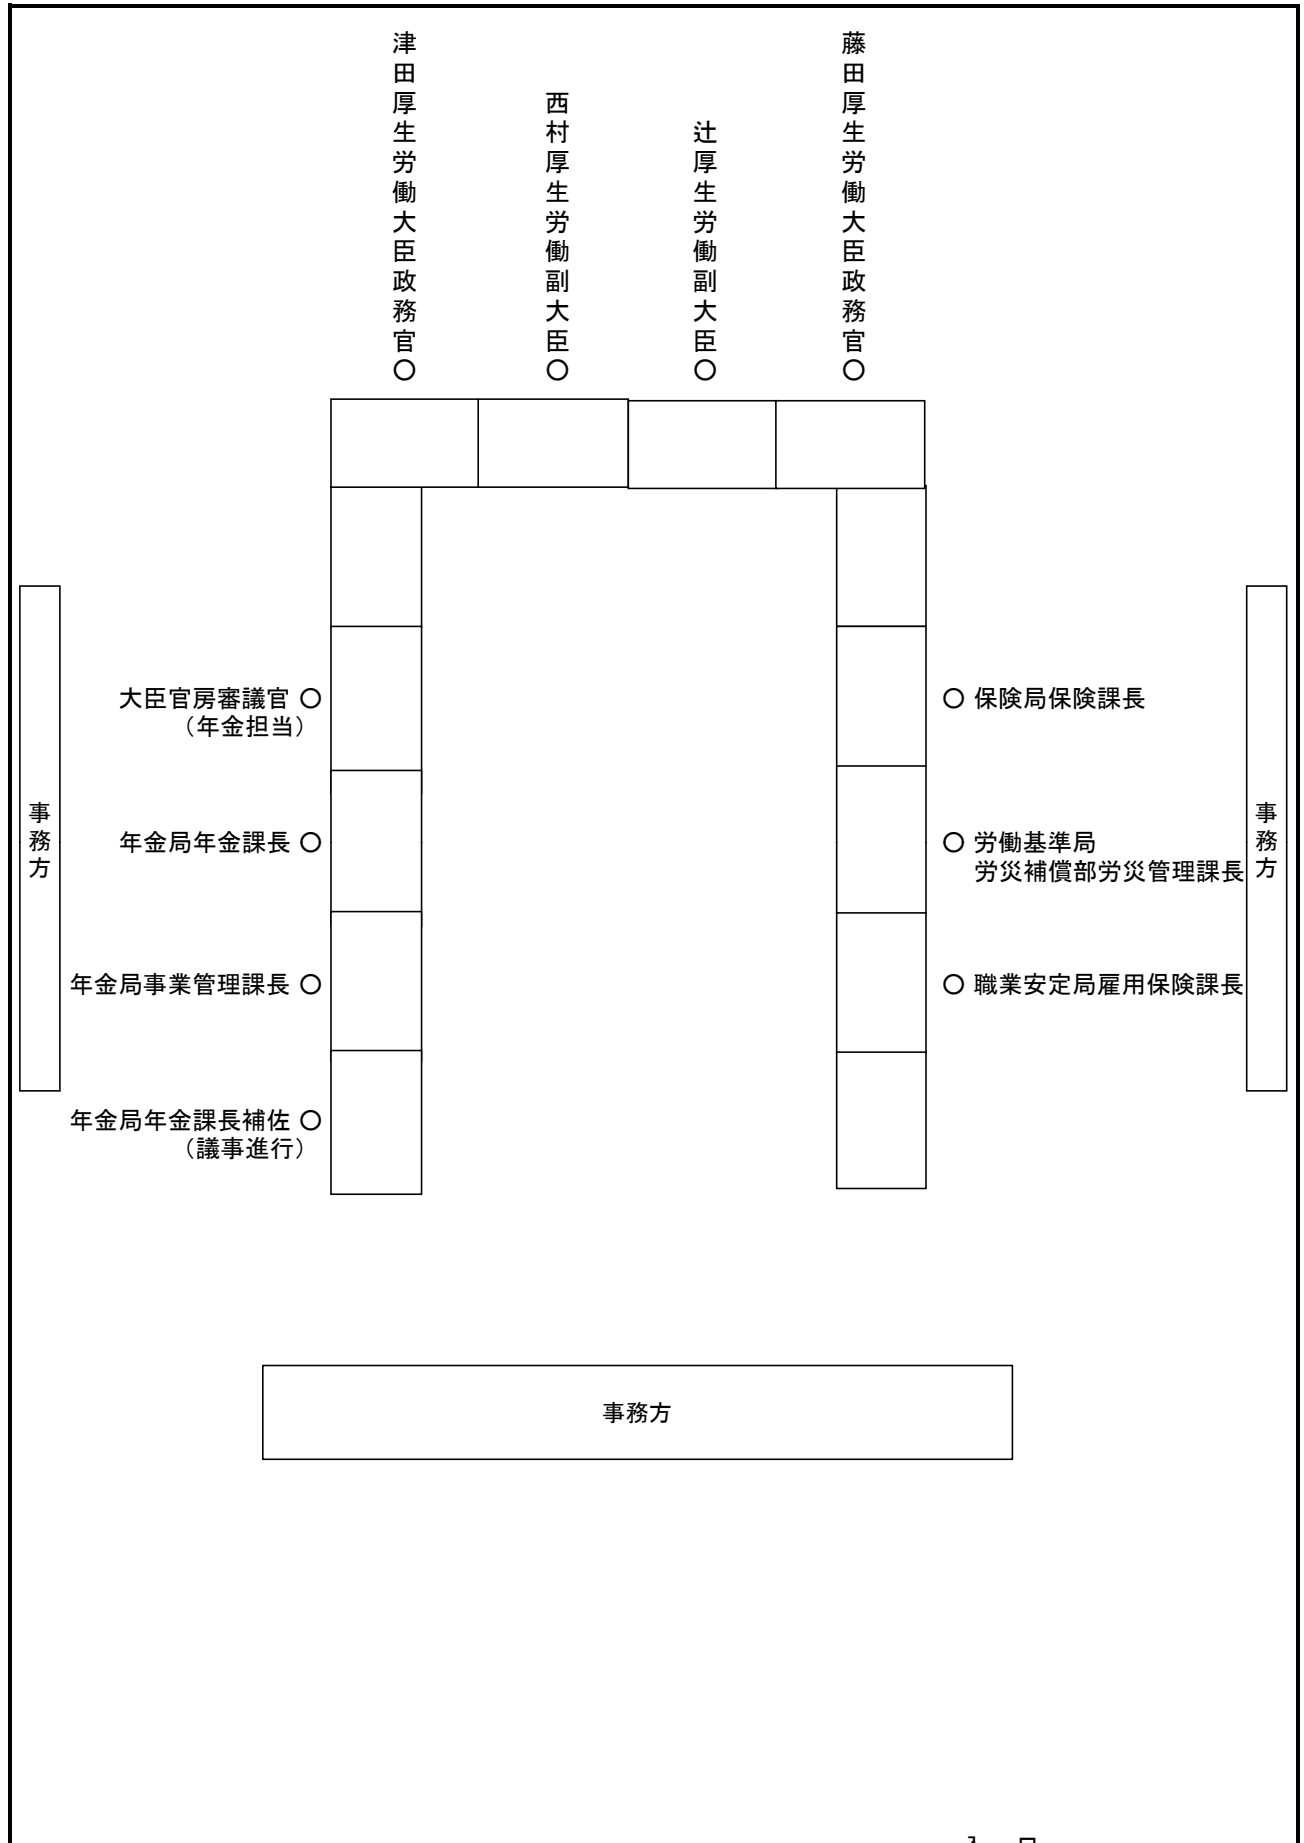 津田厚生労働大臣政務官○
西村厚生労働副大臣○
辻厚生労働副大臣○
藤田厚生労働大臣政務官○
大臣官房審議官 ○
（年金担当）
年金局年金課長 ○
年金局事業管理課長 ○
年金局年金課長補佐 ○
（議事進行）
○ 保険局保険課長
○ 労働基準局
労災補償部労災管理課長
○ 職業安定局雇用保険課長
事務方
事務方
事務方